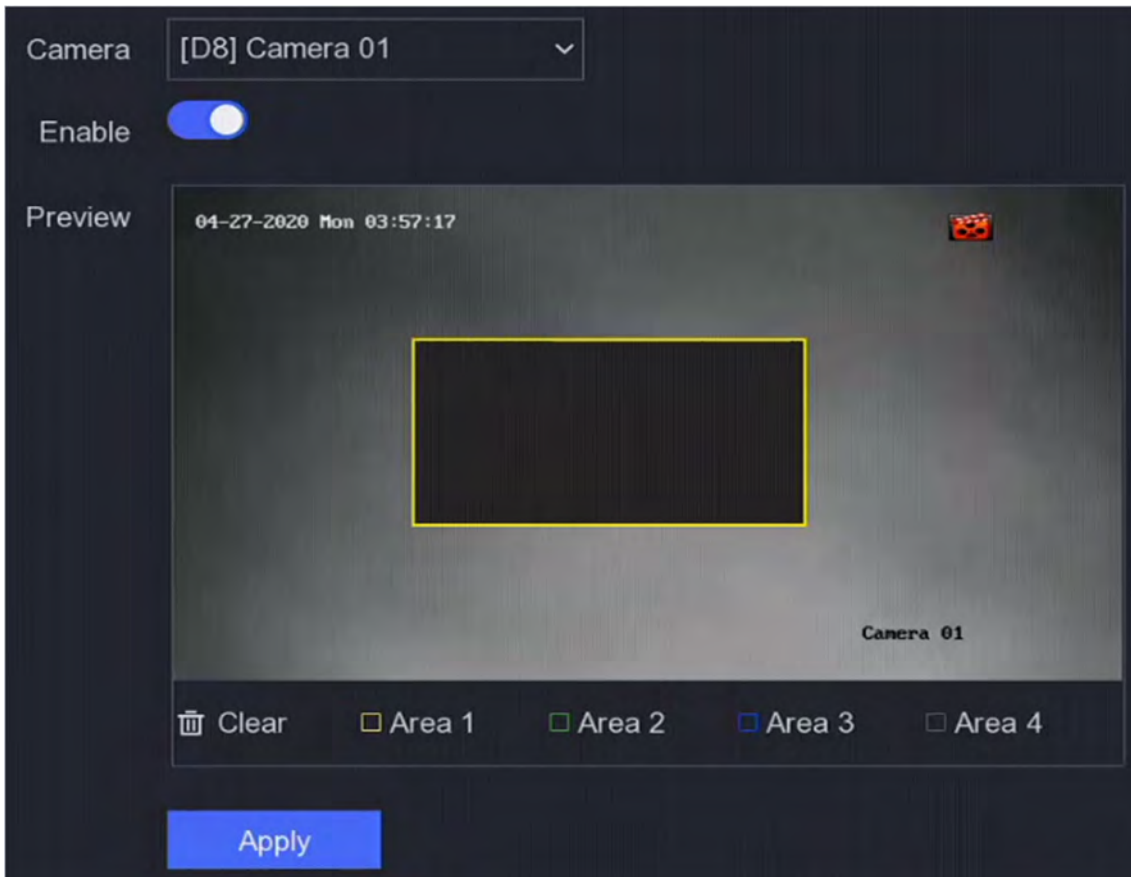 Camera [D8] Camera 01
Enable
Preview
04-27-2020 Mon 03:57:17
Camera 01
Clear Area 1 Area 2 Area 3 Area 4
Apply